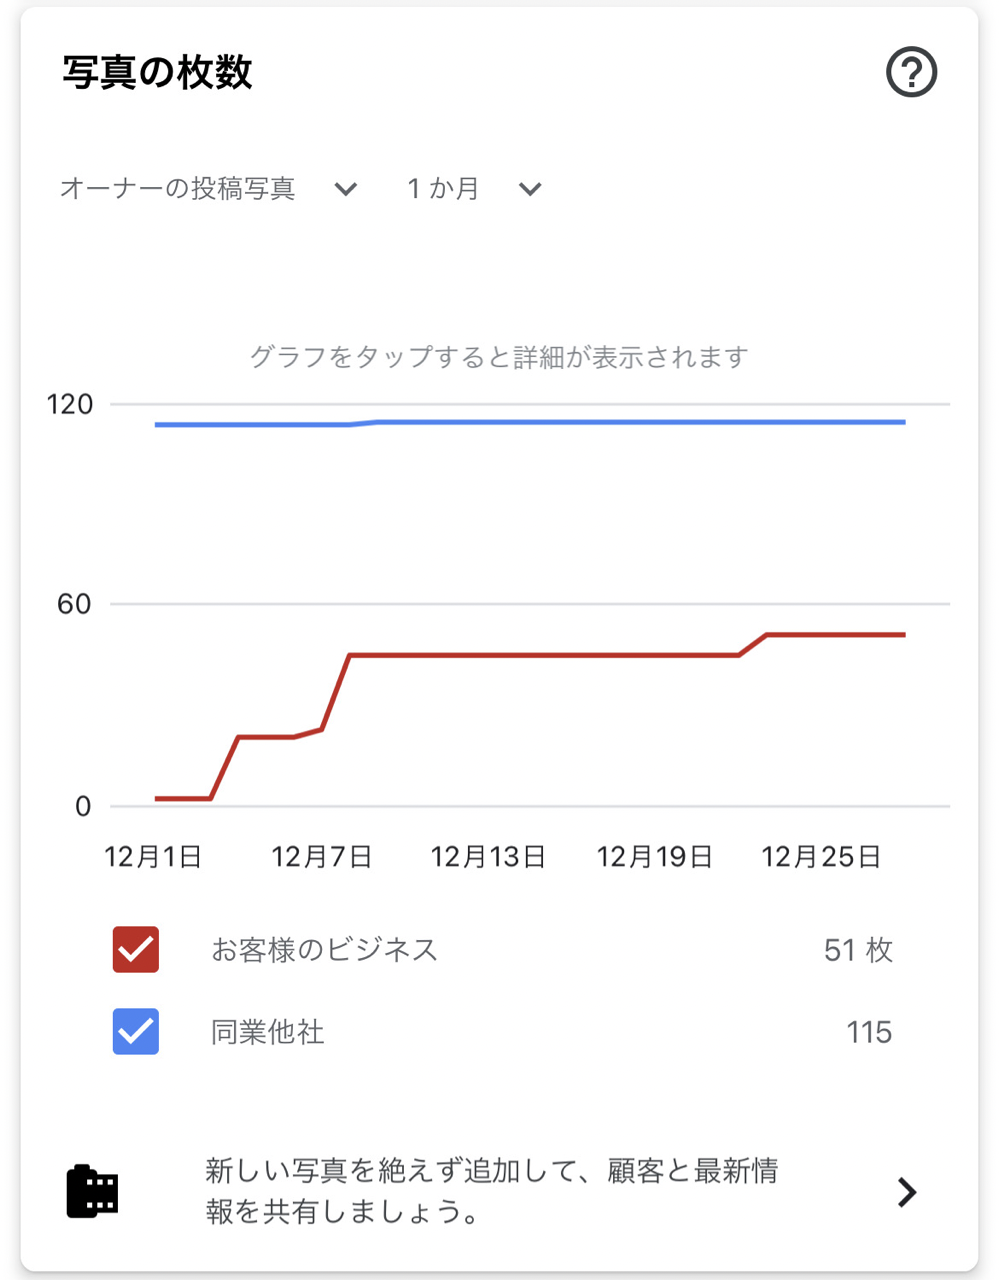 写真の枚数
オーナーの投稿写真 1 か月
グラフをタップすると詳細が表示されます
120
60
0
12月1日 12月7日 12月13日 12月19日 12月25日
お客様のビジネス 51 枚
同業他社 115
新しい写真を絶えず追加して、顧客と最新情
報を共有しましょう。